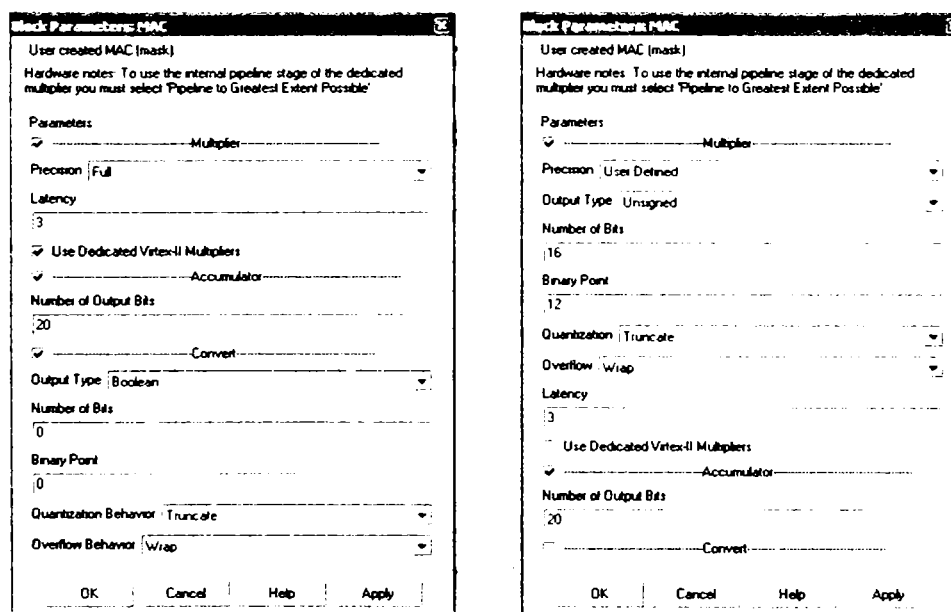 Block Parameters: MAC
User created MAC (mask)
Hardware notes: To use the internal pipeline stage of the dedicated
multiplier you must select 'Pipeline to Greatest Extent Possible'
Parameters
Multiplier
Precision Full
Latency
3
Use Dedicated Virtex-II Multipliers
Accumulator
Number of Output Bits
20
Convert
Output Type Boolean
Number of Bits
0
Binary Point
0
Quantization Behavior Truncate
Overflow Behavior Wrap
OK Cancel Help Apply
Block Parameters: MAC
User created MAC (mask)
Hardware notes: To use the internal pipeline stage of the dedicated
multiplier you must select 'Pipeline to Greatest Extent Possible'
Parameters
Multiplier
Precision User Defined
Output Type Unsigned
Number of Bits
16
Binary Point
12
Quantization Truncate
Overflow Wrap
Latency
3
Use Dedicated Virtex-II Multipliers
Accumulator
Number of Output Bits
20
Convert
OK Cancel Help Apply